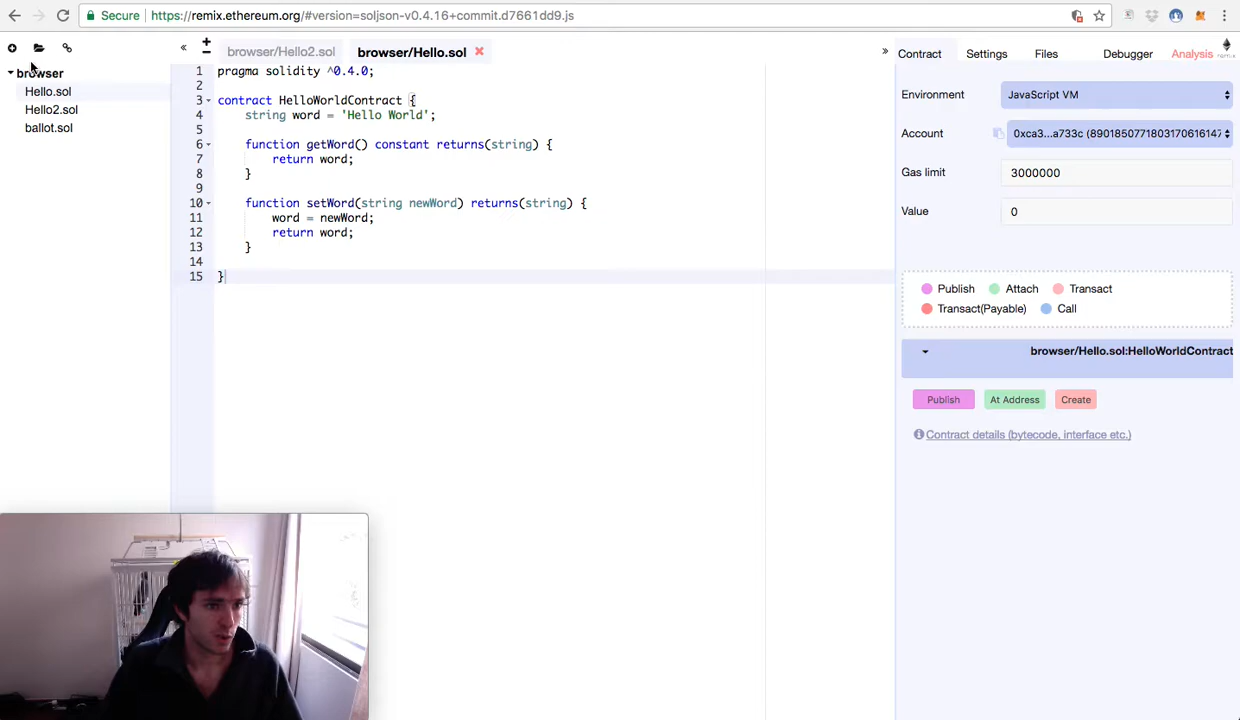 Secure | https://remix.ethereum.org/#version=soljson-v0.4.16+commit.d7661dd9.js
browser
Hello.sol
Hello2.sol
ballot.sol
browser/Hello2.sol browser/Hello.sol
1 pragma solidity ^0.4.0;
2
3 contract HelloWorldContract {
4 string word = 'Hello World';
5
6 function getWord() constant returns(string) {
7 return word;
8 }
9
10 function setWord(string newWord) returns(string) {
11 word = newWord;
12 return word;
13 }
14
15 }
Contract Settings Files Debugger Analysis remix
Environment JavaScript VM
Account 0xca3...a733c (8901850771803170616147
Gas limit 3000000
Value 0
Publish Attach Transact
Transact(Payable) Call
browser/Hello.sol:HelloWorldContract
Publish At Address Create
Contract details (bytecode, interface etc.)